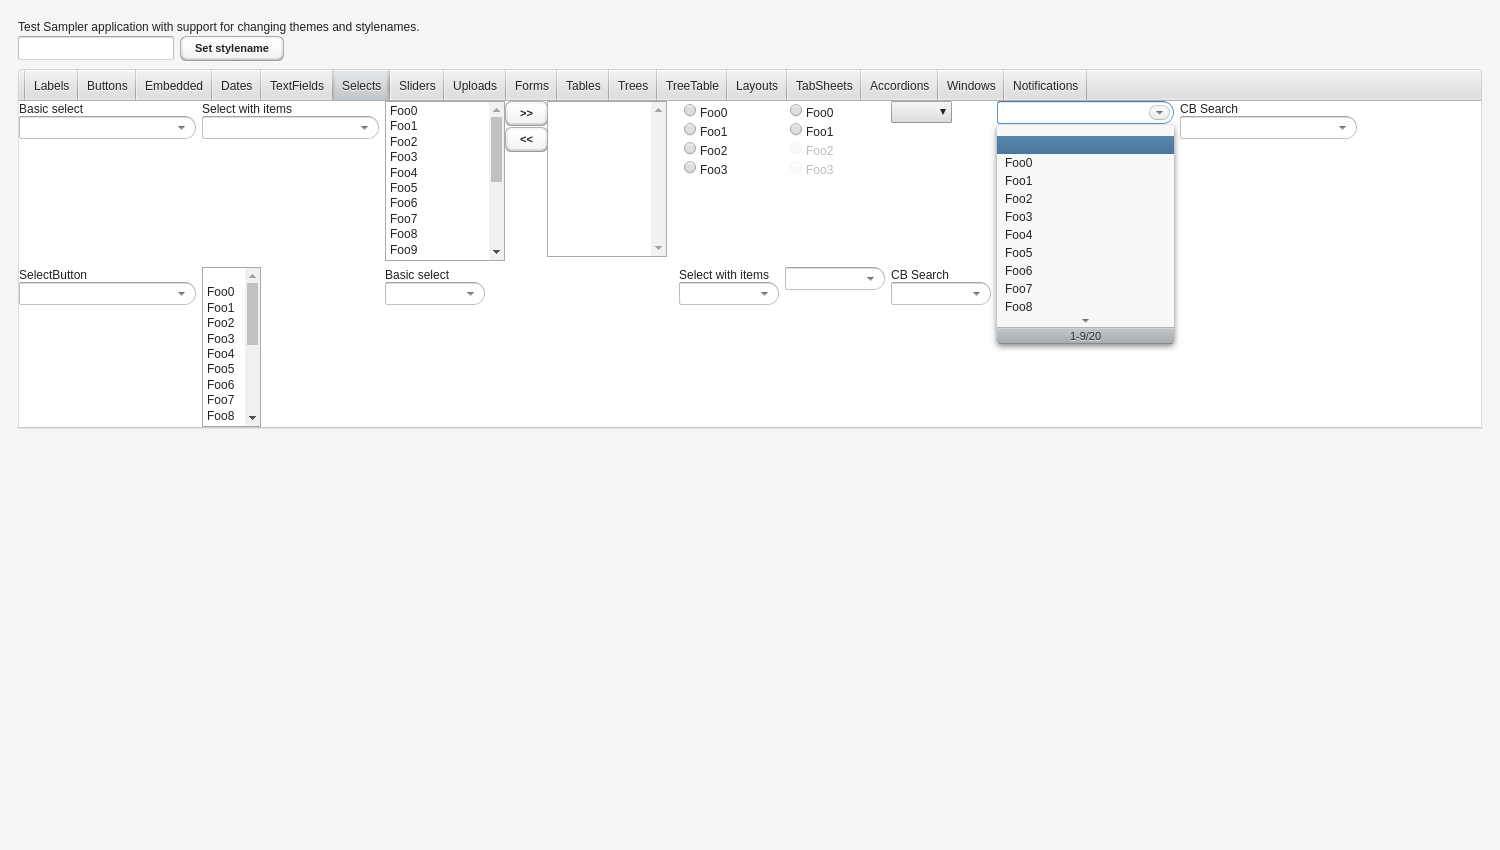 Test Sampler application with support for changing themes and stylenames.
Set stylename
Labels Buttons Embedded Dates TextFields Selects Sliders Uploads Forms Tables Trees TreeTable Layouts TabSheets Accordions Windows Notifications
Basic select
Select with items
Foo0
Foo1
Foo2
Foo3
Foo4
Foo5
Foo6
Foo7
Foo8
Foo9
>>
<<
Foo0
Foo1
Foo2
Foo3
Foo0
Foo1
Foo2
Foo3
Foo0
Foo1
Foo2
Foo3
Foo4
Foo5
Foo6
Foo7
Foo8
1-9/20
CB Search
SelectButton
Foo0
Foo1
Foo2
Foo3
Foo4
Foo5
Foo6
Foo7
Foo8
Basic select
Select with items
CB Search